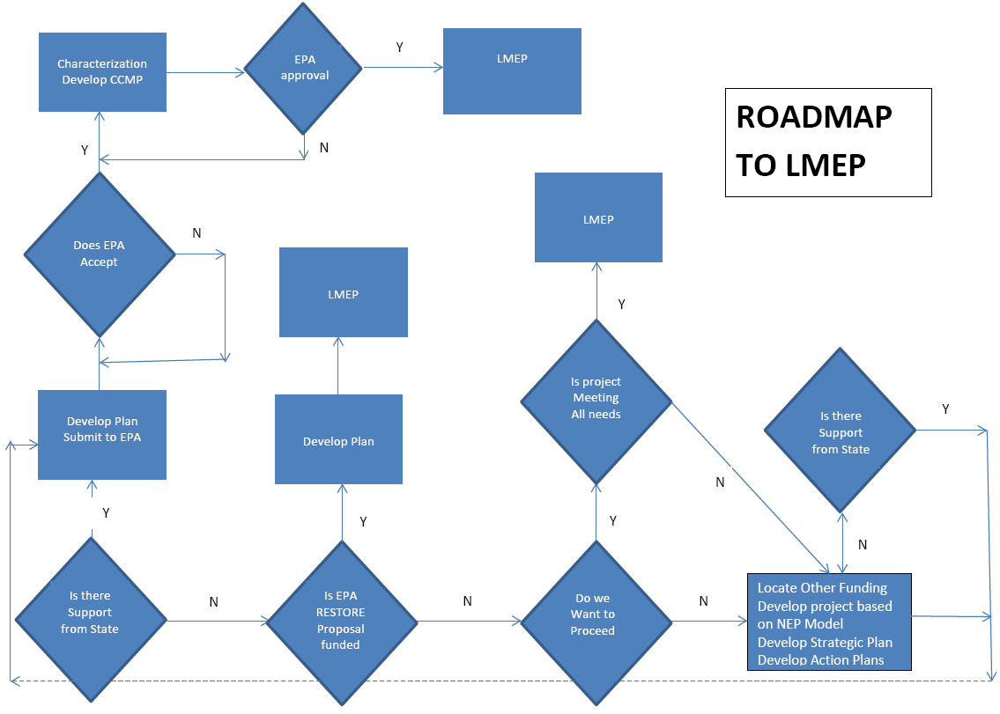 Characterization
Develop CCMP
EPA
approval
Y
LMEP
ROADMAP
TO LMEP
Y
N
Does EPA
Accept
N
LMEP
LMEP
Y
Is project
Meeting
All needs
Is there
Support
from State
Y
Develop Plan
Submit to EPA
Develop Plan
N
Y
Y
Y
N
Is there
Support
from State
N
Is EPA
RESTORE
Proposal
funded
N
Do we
Want to
Proceed
N
Locate Other Funding
Develop project based
on NEP Model
Develop Strategic Plan
Develop Action Plans